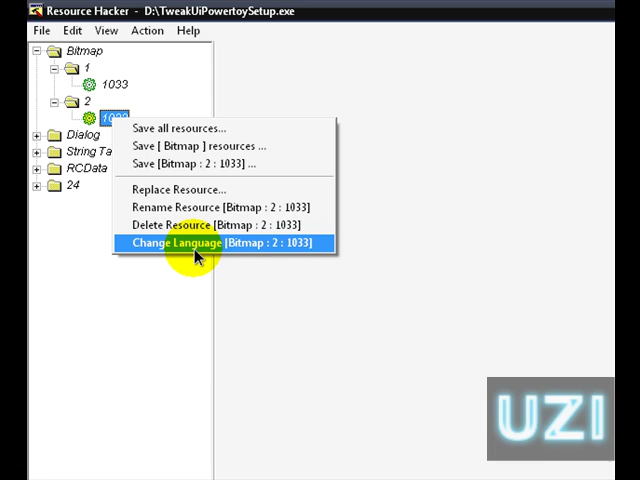 Resource Hacker - D:\TweakUiPowertoySetup.exe
File Edit View Action Help
Bitmap
1
1033
2
Dialog
String Ta
RCData
24
Save all resources...
Save [ Bitmap ] resources ...
Save [Bitmap : 2 : 1033] ...
Replace Resource...
Rename Resource [Bitmap : 2 : 1033]
Delete Resource [Bitmap : 2 : 1033]
Change Language [Bitmap : 2 : 1033]
UZI